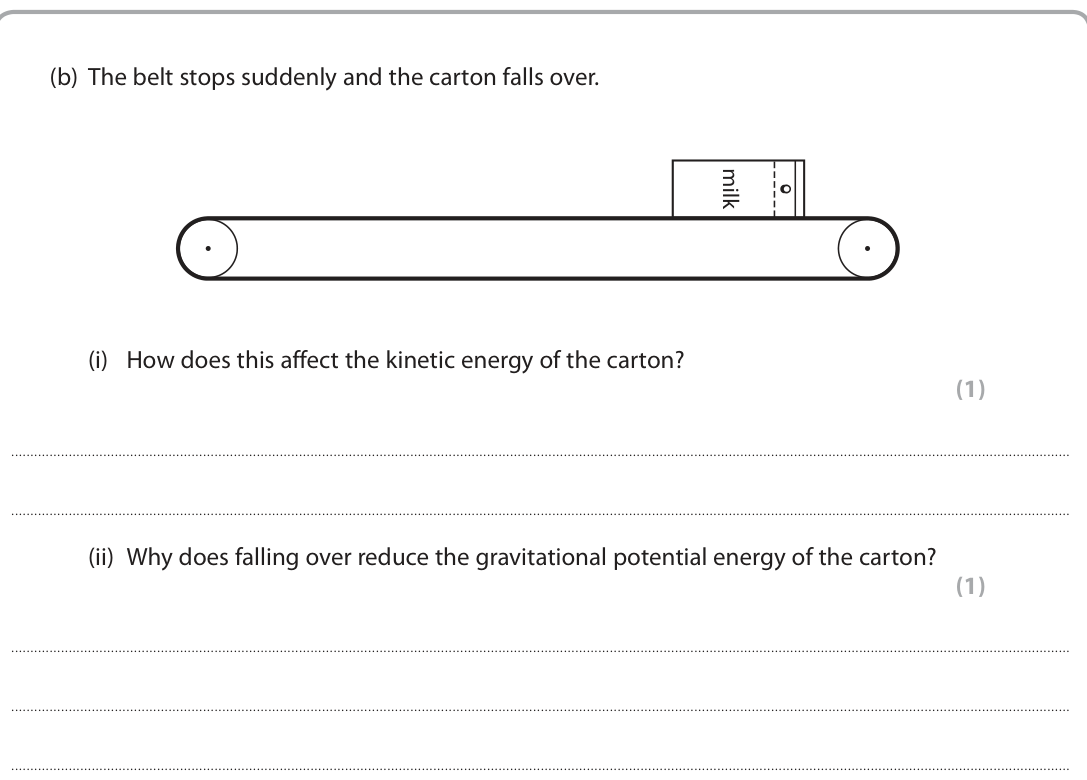 (b) The belt stops suddenly and the carton falls over.
milk
(i) How does this affect the kinetic energy of the carton?
(1)
(ii) Why does falling over reduce the gravitational potential energy of the carton?
(1)